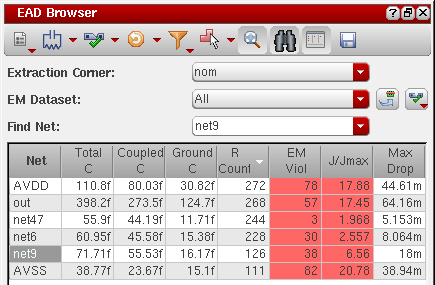 EAD Browser
Extraction Corner: nom
EM Dataset: All
Find Net: net9
Net Total C Coupled C Ground C R Count EM Viol J/Jmax Max Drop
AVDD 110.8f 80.03f 30.82f 272 78 17.88 44.61m
out 398.2f 273.5f 124.7f 268 57 17.45 64.16m
net47 55.9f 44.19f 11.71f 244 3 1.968 5.153m
net6 60.95f 45.58f 15.38f 228 30 2.557 8.064m
net9 71.71f 55.53f 16.17f 126 38 6.56 18m
AVSS 38.77f 23.67f 15.1f 111 82 20.78 38.94m